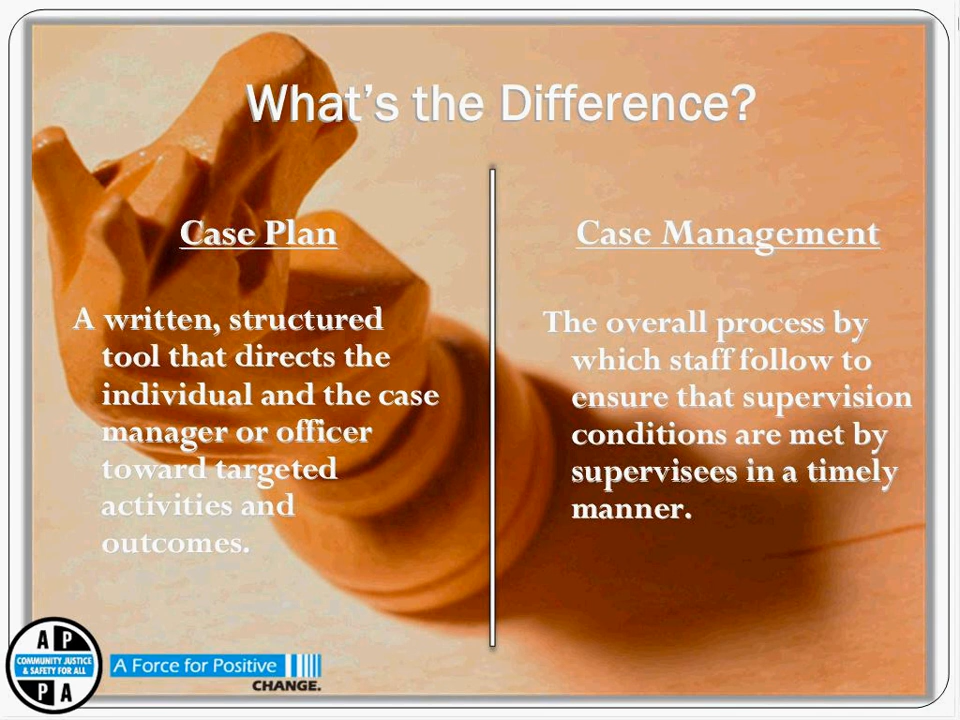 What's the Difference?
Case Plan
A written, structured
tool that directs the
individual and the case
manager or officer
toward targeted
activities and
outcomes.
Case Management
The overall process by
which staff follow to
ensure that supervision
conditions are met by
supervisees in a timely
manner.
A P
COMMUNITY JUSTICE
& SAFETY FOR ALL
P A
A Force for Positive
CHANGE.